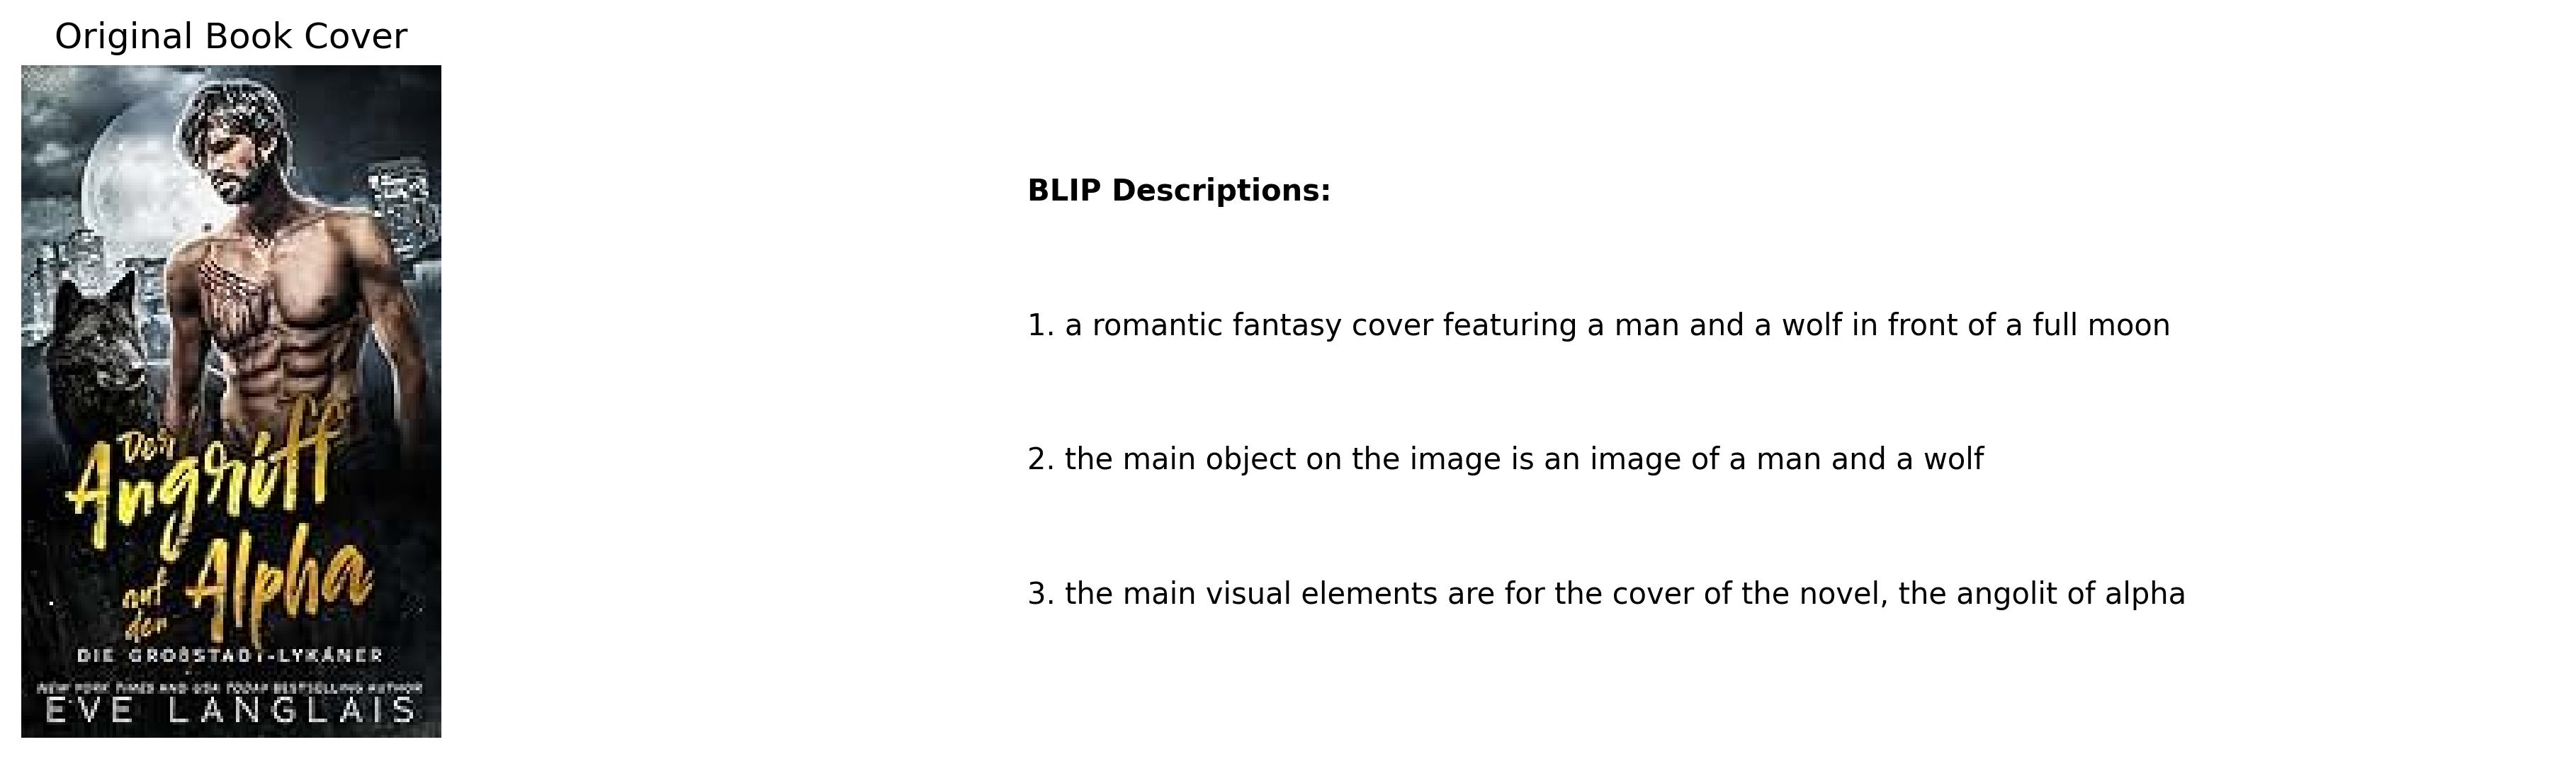 Original Book Cover
Der
Angriff
auf
den
Alpha
DIE GROẞSTADT-LYKANER
NEW YORK TIMES AND USA TODAY BESTSELLING AUTHOR
EVE LANGLAIS
BLIP Descriptions:
1. a romantic fantasy cover featuring a man and a wolf in front of a full moon
2. the main object on the image is an image of a man and a wolf
3. the main visual elements are for the cover of the novel, the angolit of alpha